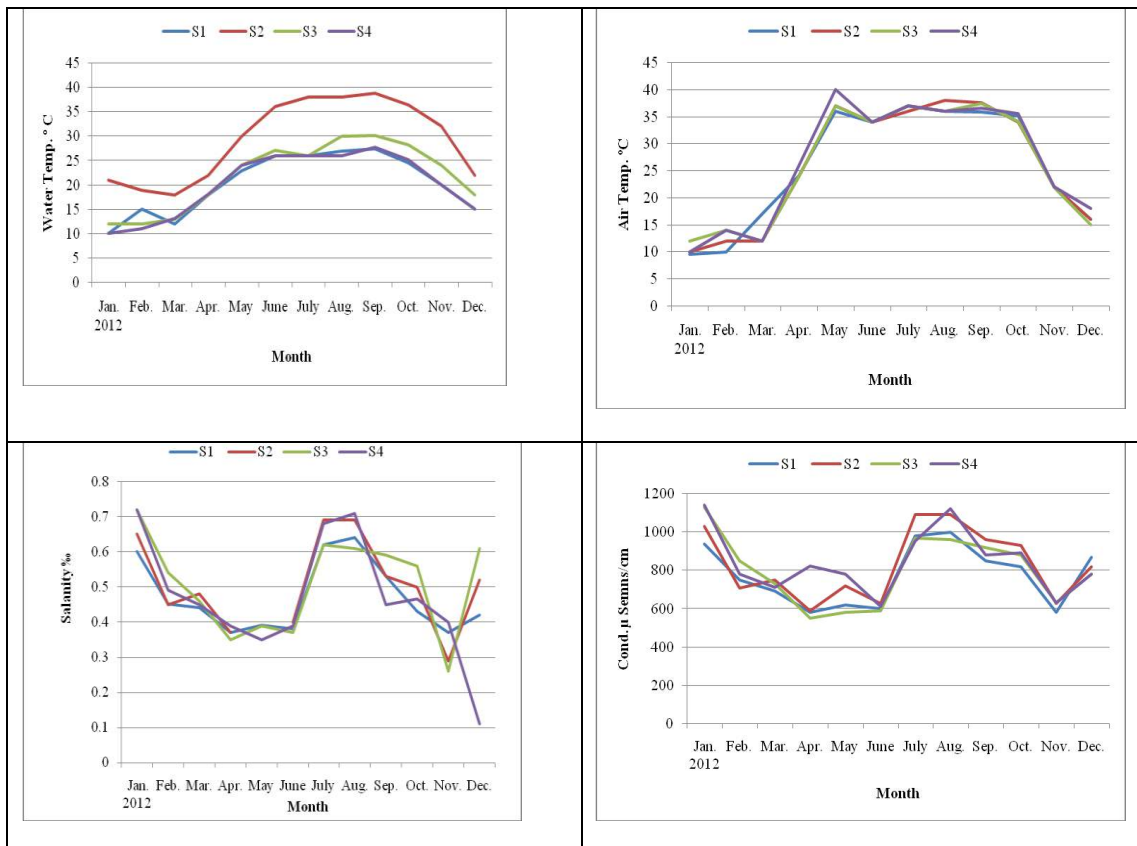 S1 S2 S3 S4
Water Temp. º C
45
40
35
30
25
20
15
10
5
0
Jan. Feb. Mar. Apr. May June July Aug. Sep. Oct. Nov. Dec.
2012
Month
S1 S2 S3 S4
Air Temp. ºC
45
40
35
30
25
20
15
10
5
0
Jan. Feb. Mar. Apr. May June July Aug. Sep. Oct. Nov. Dec.
2012
Month
S1 S2 S3 S4
Salamity ‰
0.8
0.7
0.6
0.5
0.4
0.3
0.2
0.1
0
Jan. Feb. Mar. Apr. May June July Aug. Sep. Oct. Nov. Dec.
2012
Month
S1 S2 S3 S4
Cond. µ Semns/cm
1200
1000
800
600
400
200
0
Jan. Feb. Mar. Apr. May June July Aug. Sep. Oct. Nov. Dec.
2012
Month